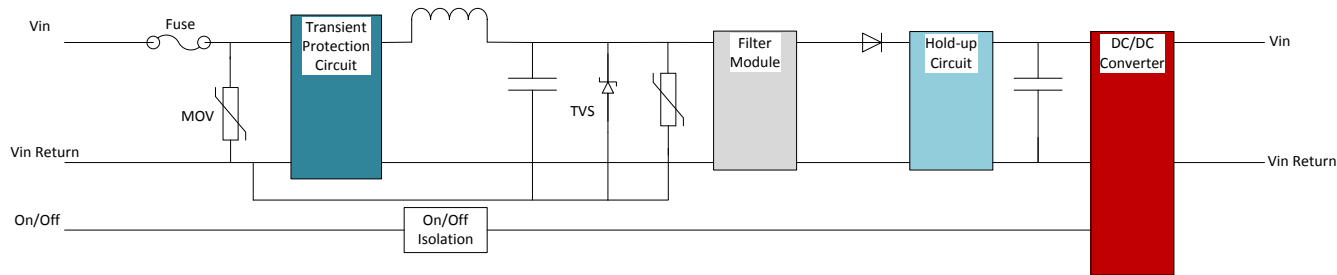 Vin
Fuse
Transient
Protection
Circuit
Filter
Module
Hold-up
Circuit
DC/DC
Converter
Vin
MOV
TVS
Vin Return
Vin Return
On/Off
On/Off
Isolation